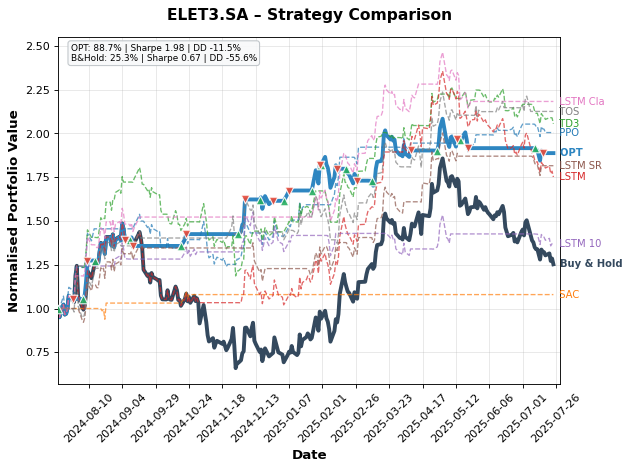 ELET3.SA – Strategy Comparison
OPT: 88.7% | Sharpe 1.98 | DD -11.5%
B&Hold: 25.3% | Sharpe 0.67 | DD -55.6%
Normalised Portfolio Value
2.50
2.25
2.00
1.75
1.50
1.25
1.00
0.75
LSTM Cla
TOS
TD3
PPO
OPT
LSTM SR
LSTM
LSTM 10
Buy & Hold
SAC
2024-08-10
2024-09-04
2024-09-29
2024-10-24
2024-11-18
2024-12-13
2025-01-07
2025-02-01
2025-02-26
2025-03-23
2025-04-17
2025-05-12
2025-06-06
2025-07-01
2025-07-26
Date